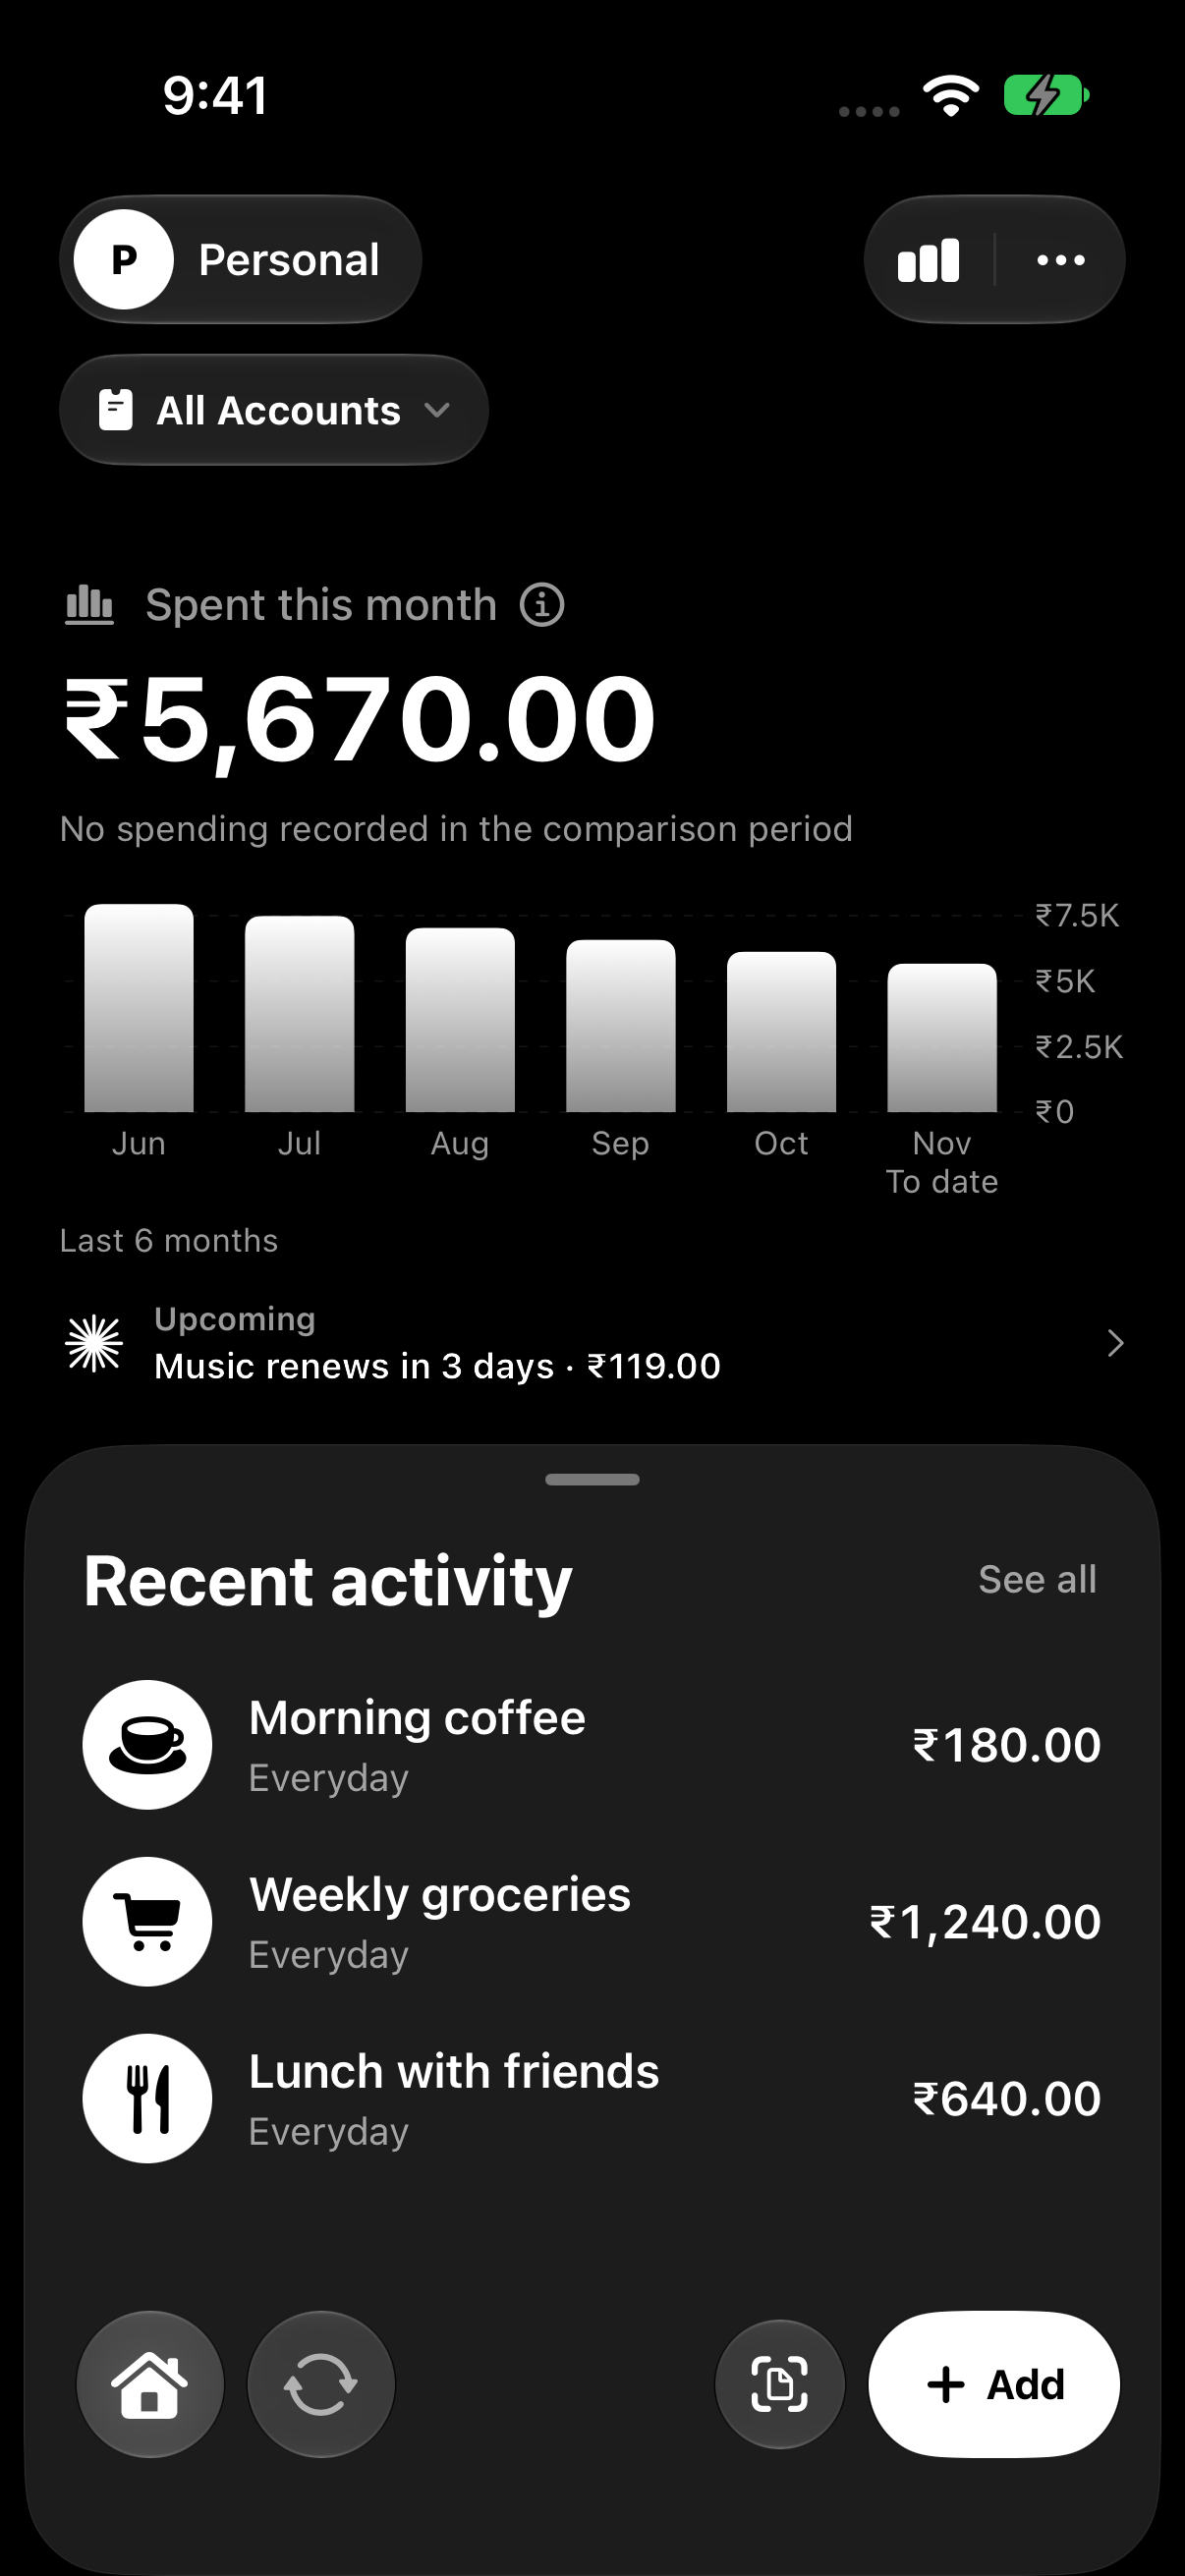 9:41
P Personal
All Accounts
Spent this month
₹5,670.00
No spending recorded in the comparison period
₹7.5K
₹5K
₹2.5K
₹0
Jun Jul Aug Sep Oct Nov
To date
Last 6 months
Upcoming
Music renews in 3 days · ₹119.00
Recent activity See all
Morning coffee
Everyday
₹180.00
Weekly groceries
Everyday
₹1,240.00
Lunch with friends
Everyday
₹640.00
+ Add